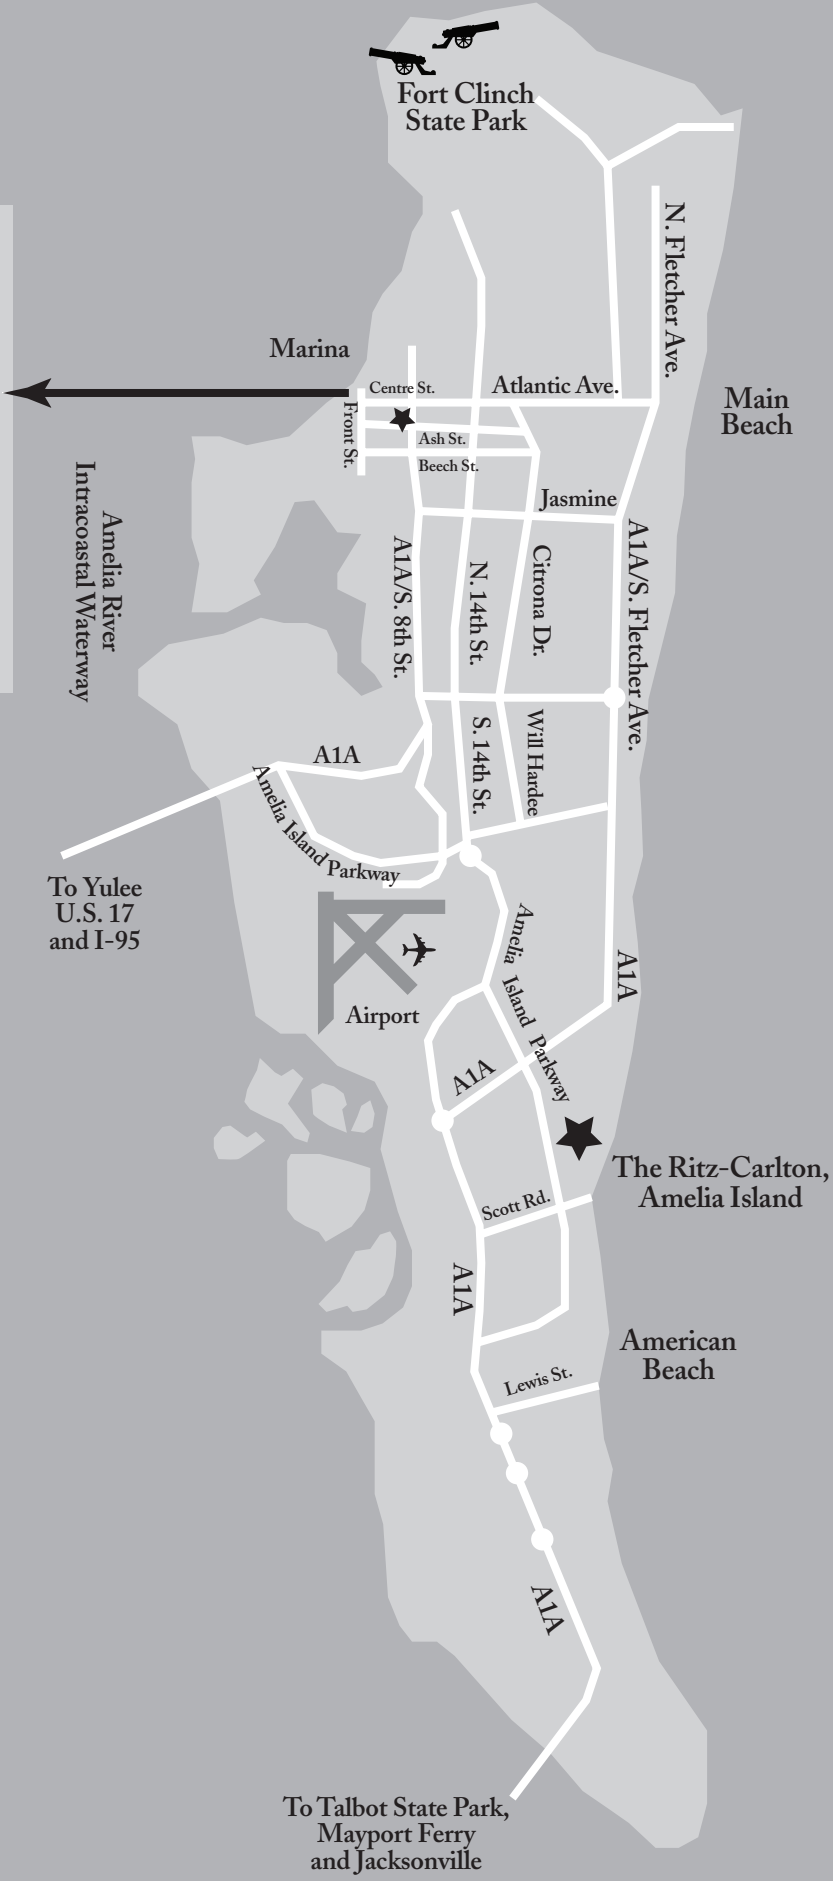 Fort Clinch
State Park
N. Fletcher Ave.
Marina
Centre St.
Atlantic Ave.
Main
Beach
Front St.
Ash St.
Beech St.
Jasmine
Amelia River
Intracoastal Waterway
A1A/S. 8th St.
N. 14th St.
Citrona Dr.
A1A/S. Fletcher Ave.
S. 14th St.
Will Hardee
A1A
Amelia Island Parkway
To Yulee
U.S. 17
and I-95
Amelia Island Parkway
A1A
Airport
A1A
The Ritz-Carlton,
Amelia Island
Scott Rd.
A1A
American
Beach
Lewis St.
A1A
To Talbot State Park,
Mayport Ferry
and Jacksonville